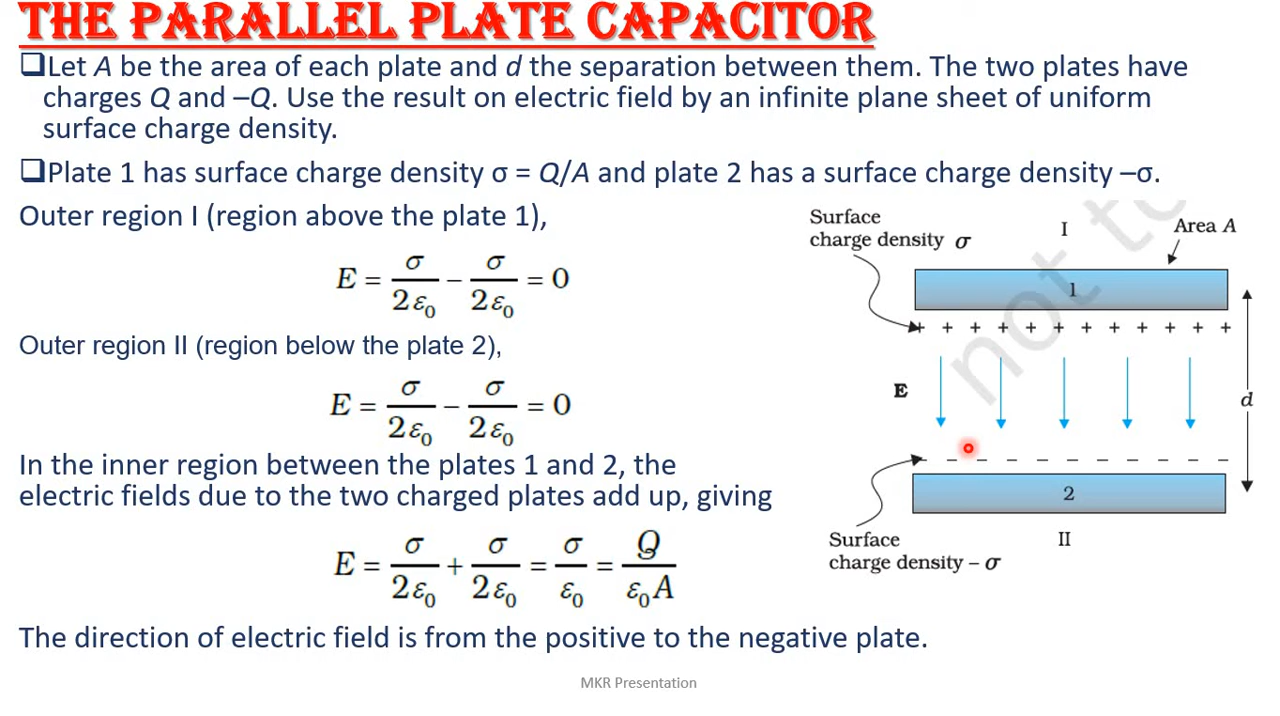 THE PARALLEL PLATE CAPACITOR
❑Let A be the area of each plate and d the separation between them. The two plates have
charges Q and –Q. Use the result on electric field by an infinite plane sheet of uniform
surface charge density.
❑Plate 1 has surface charge density σ = Q/A and plate 2 has a surface charge density –σ.
Outer region I (region above the plate 1),
E = σ/2ε₀ − σ/2ε₀ = 0
Outer region II (region below the plate 2),
E = σ/2ε₀ − σ/2ε₀ = 0
In the inner region between the plates 1 and 2, the
electric fields due to the two charged plates add up, giving
E = σ/2ε₀ + σ/2ε₀ = σ/ε₀ = Q/ε₀A
The direction of electric field is from the positive to the negative plate.
Surface
charge density σ
I
Area A
1
+ + + + + + + + + + + +
E
d
– – – – – – – – – – –
2
Surface
charge density – σ
II
not to
MKR Presentation